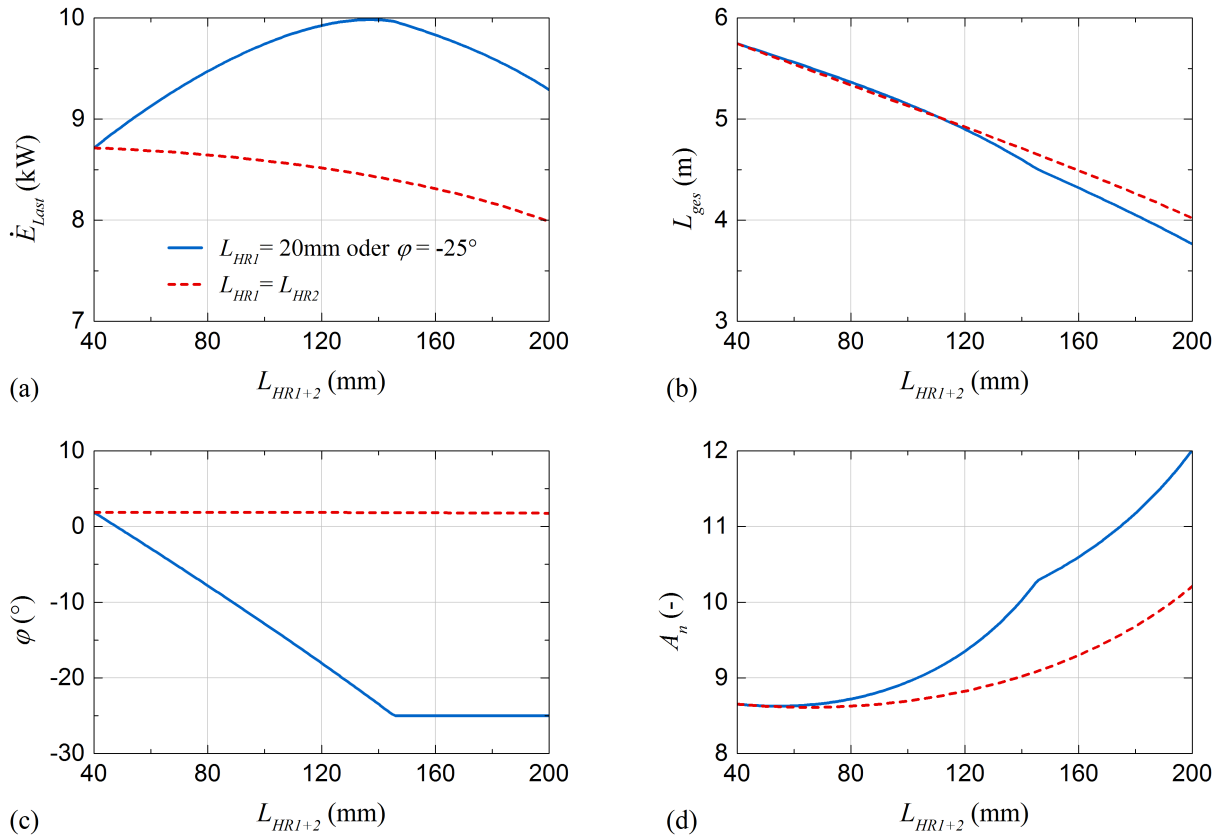 10
9
8
7
Ė_Last (kW)
L_HR1 = 20mm oder φ = -25°
L_HR1 = L_HR2
40 80 120 160 200
(a) L_HR1+2 (mm)
6
5
4
3
L_ges (m)
40 80 120 160 200
(b) L_HR1+2 (mm)
10
0
-10
-20
-30
φ (°)
40 80 120 160 200
(c) L_HR1+2 (mm)
12
11
10
9
8
A_n (-)
40 80 120 160 200
(d) L_HR1+2 (mm)